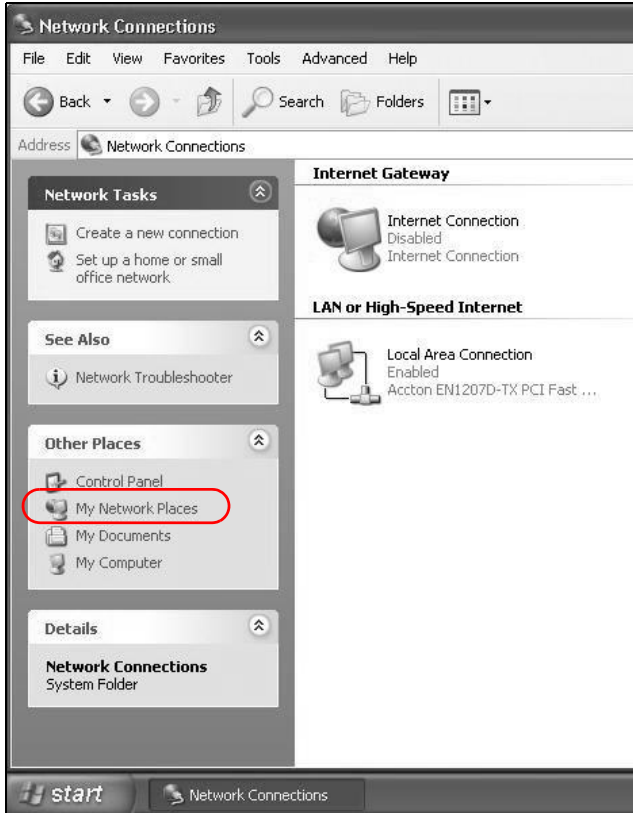 Network Connections
File Edit View Favorites Tools Advanced Help
Back Search Folders
Address Network Connections
Network Tasks
Create a new connection
Set up a home or small
office network
See Also
Network Troubleshooter
Other Places
Control Panel
My Network Places
My Documents
My Computer
Details
Network Connections
System Folder
Internet Gateway
Internet Connection
Disabled
Internet Connection
LAN or High-Speed Internet
Local Area Connection
Enabled
Accton EN1207D-TX PCI Fast ...
start Network Connections